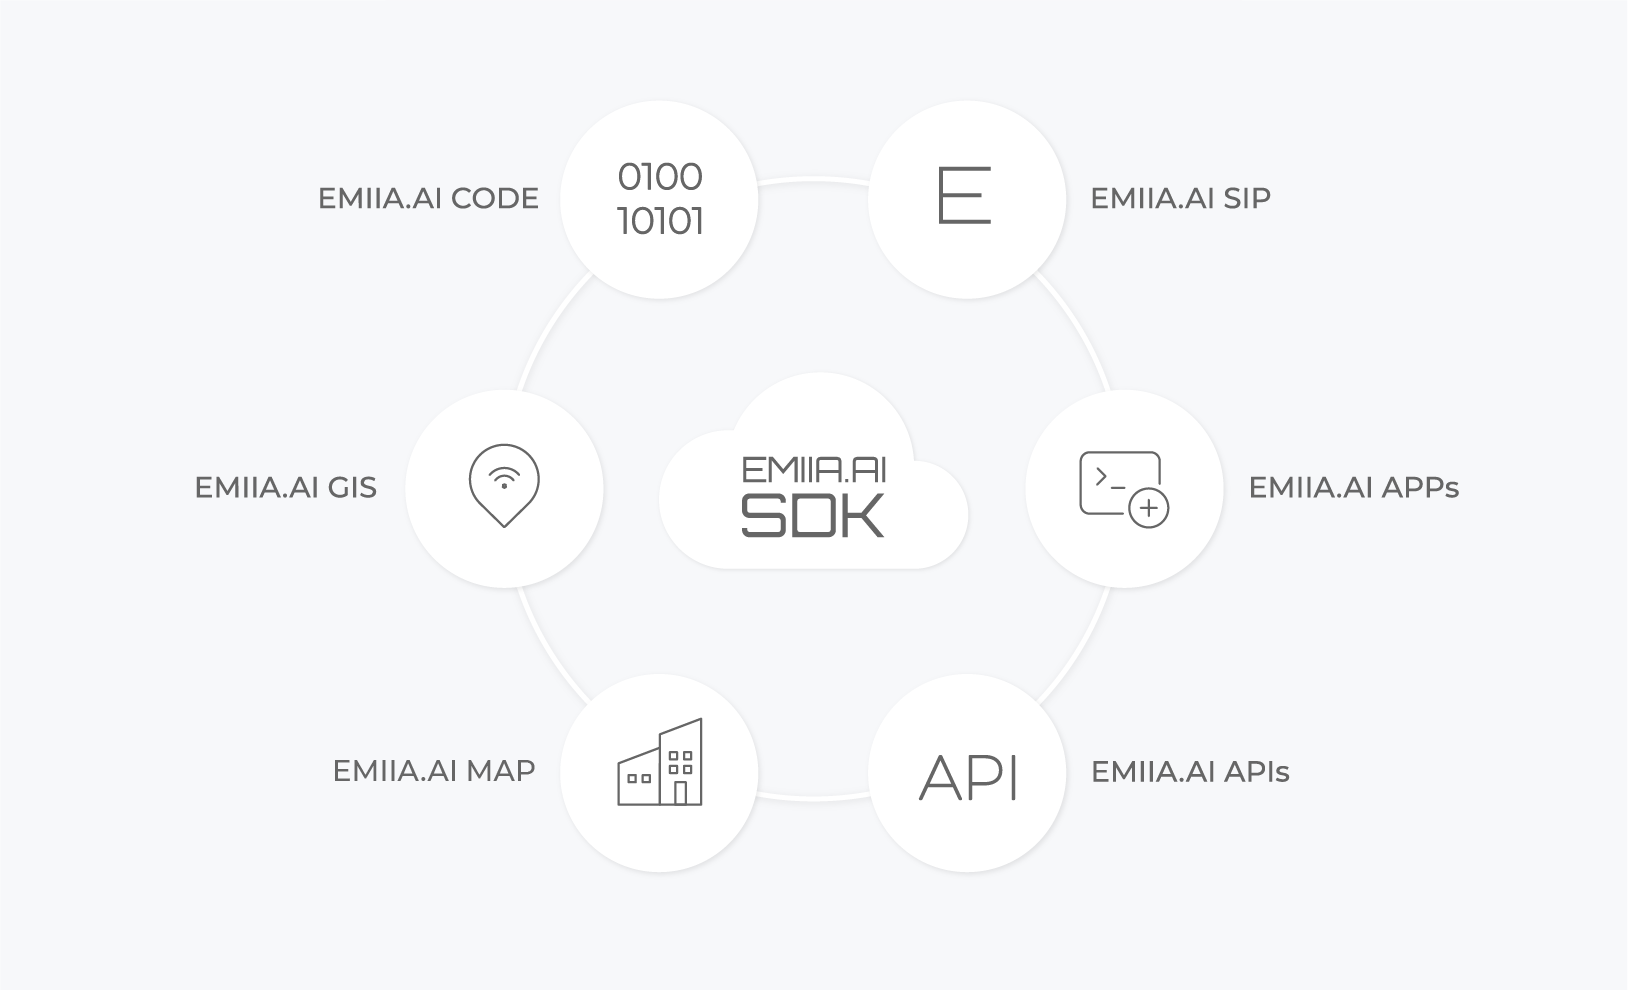 EMIIA.AI CODE
0100
10101
E
EMIIA.AI SIP
EMIIA.AI GIS
EMIIA.AI
SDK
>_
+
EMIIA.AI APPs
EMIIA.AI MAP
API
EMIIA.AI APIs